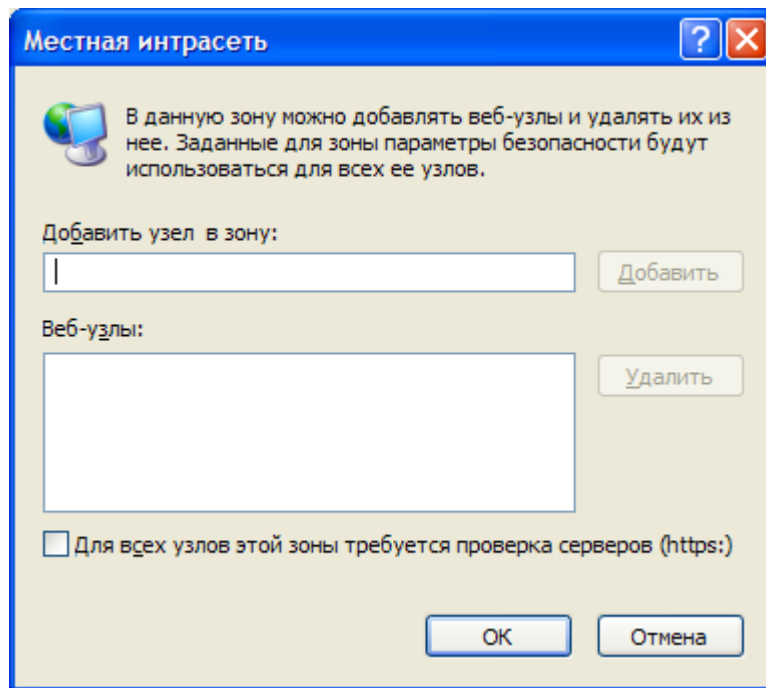 Местная интрасеть
В данную зону можно добавлять веб-узлы и удалять их из
нее. Заданные для зоны параметры безопасности будут
использоваться для всех ее узлов.
Добавить узел в зону:
Добавить
Веб-узлы:
Удалить
Для всех узлов этой зоны требуется проверка серверов (https:)
ОК
Отмена